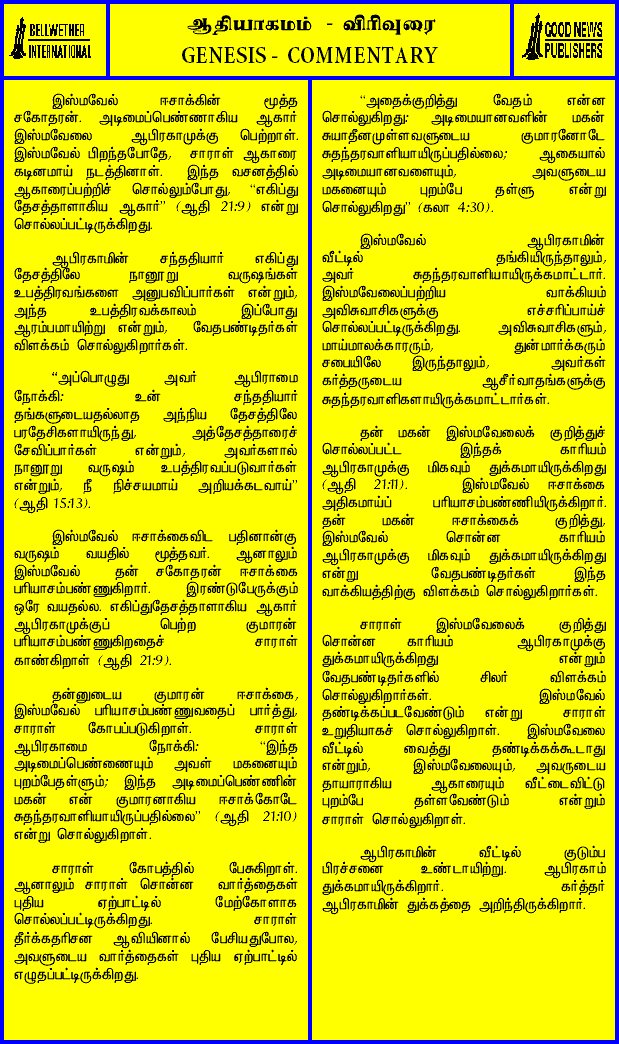 BELLWETHER
INTERNATIONAL
ஆதியாகமம் - விரிவுரை
GENESIS - COMMENTARY
GOOD NEWS
PUBLISHERS
இஸ்மவேல் ஈசாக்கின் மூத்த
சகோதரன். அடிமைப்பெண்ணாகிய ஆகார்
இஸ்மவேலை ஆபிரகாமுக்கு பெற்றாள்.
இஸ்மவேல் பிறந்தபோதே, சாராள் ஆகாரை
கடினமாய் நடத்தினாள். இந்த வசனத்தில்
ஆகாரைப்பற்றிச் சொல்லும்போது, “எகிப்து
தேசத்தாளாகிய ஆகார்” (ஆதி 21:9) என்று
சொல்லப்பட்டிருக்கிறது.
ஆபிரகாமின் சந்ததியார் எகிப்து
தேசத்திலே நானூறு வருஷங்கள்
உபத்திரவங்களை அனுபவிப்பார்கள் என்றும்,
அந்த உபத்திரவக்காலம் இப்போது
ஆரம்பமாயிற்று என்றும், வேதபண்டிதர்கள்
விளக்கம் சொல்லுகிறார்கள்.
“அப்பொழுது அவர் ஆபிராமை
நோக்கி: உன் சந்ததியார்
தங்களுடையதல்லாத அந்நிய தேசத்திலே
பரதேசிகளாயிருந்து, அத்தேசத்தாரைச்
சேவிப்பார்கள் என்றும், அவர்களால்
நானூறு வருஷம் உபத்திரவப்படுவார்கள்
என்றும், நீ நிச்சயமாய் அறியக்கடவாய்”
(ஆதி 15:13).
இஸ்மவேல் ஈசாக்கைவிட பதினான்கு
வருஷம் வயதில் மூத்தவர். ஆனாலும்
இஸ்மவேல் தன் சகோதரன் ஈசாக்கை
பரியாசம்பண்ணுகிறார். இரண்டுபேருக்கும்
ஒரே வயதல்ல. எகிப்துதேசத்தாளாகிய ஆகார்
ஆபிரகாமுக்குப் பெற்ற குமாரன்
பரியாசம்பண்ணுகிறதைச் சாராள்
காண்கிறாள் (ஆதி 21:9).
தன்னுடைய குமாரன் ஈசாக்கை,
இஸ்மவேல் பரியாசம்பண்ணுவதைப் பார்த்து,
சாராள் கோபப்படுகிறாள். சாராள்
ஆபிரகாமை நோக்கி: “இந்த
அடிமைப்பெண்ணையும் அவள் மகனையும்
புறம்பேதள்ளும்; இந்த அடிமைப்பெண்ணின்
மகன் என் குமாரனாகிய ஈசாக்கோடே
சுதந்தரவாளியாயிருப்பதில்லை” (ஆதி 21:10)
என்று சொல்லுகிறாள்.
சாராள் கோபத்தில் பேசுகிறாள்.
ஆனாலும் சாராள் சொன்ன வார்த்தைகள்
புதிய ஏற்பாட்டில் மேற்கோளாக
சொல்லப்பட்டிருக்கிறது. சாராள்
தீர்க்கதரிசன ஆவியினால் பேசியதுபோல,
அவளுடைய வார்த்தைகள் புதிய ஏற்பாட்டில்
எழுதப்பட்டிருக்கிறது.
“அதைக்குறித்து வேதம் என்ன
சொல்லுகிறது: அடிமையானவளின் மகன்
சுயாதீனமுள்ளவளுடைய குமாரனோடே
சுதந்தரவாளியாயிருப்பதில்லை; ஆகையால்
அடிமையானவளையும், அவளுடைய
மகனையும் புறம்பே தள்ளு என்று
சொல்லுகிறது” (கலா 4:30).
இஸ்மவேல் ஆபிரகாமின்
வீட்டில் தங்கியிருந்தாலும்,
அவர் சுதந்தரவாளியாயிருக்கமாட்டார்.
இஸ்மவேலைப்பற்றிய வாக்கியம்
அவிசுவாசிகளுக்கு எச்சரிப்பாய்ச்
சொல்லப்பட்டிருக்கிறது. அவிசுவாசிகளும்,
மாய்மாலக்காரரும், துன்மார்க்கரும்
சபையிலே இருந்தாலும், அவர்கள்
கர்த்தருடைய ஆசீர்வாதங்களுக்கு
சுதந்தரவாளிகளாயிருக்கமாட்டார்கள்.
தன் மகன் இஸ்மவேலைக் குறித்துச்
சொல்லப்பட்ட இந்தக் காரியம்
ஆபிரகாமுக்கு மிகவும் துக்கமாயிருக்கிறது
(ஆதி 21:11). இஸ்மவேல் ஈசாக்கை
அதிகமாய்ப் பரியாசம்பண்ணியிருக்கிறார்.
தன் மகன் ஈசாக்கைக் குறித்து,
இஸ்மவேல் சொன்ன காரியம்
ஆபிரகாமுக்கு மிகவும் துக்கமாயிருக்கிறது
என்று வேதபண்டிதர்கள் இந்த
வாக்கியத்திற்கு விளக்கம் சொல்லுகிறார்கள்.
சாராள் இஸ்மவேலைக் குறித்து
சொன்ன காரியம் ஆபிரகாமுக்கு
துக்கமாயிருக்கிறது என்றும்
வேதபண்டிதர்களில் சிலர் விளக்கம்
சொல்லுகிறார்கள். இஸ்மவேல்
தண்டிக்கப்படவேண்டும் என்று சாராள்
உறுதியாகச் சொல்லுகிறாள். இஸ்மவேலை
வீட்டில் வைத்து தண்டிக்கக்கூடாது
என்றும், இஸ்மவேலையும், அவருடைய
தாயாராகிய ஆகாரையும் வீட்டைவிட்டு
புறம்பே தள்ளவேண்டும் என்றும்
சாராள் சொல்லுகிறாள்.
ஆபிரகாமின் வீட்டில் குடும்ப
பிரச்சனை உண்டாயிற்று. ஆபிரகாம்
துக்கமாயிருக்கிறார். கர்த்தர்
ஆபிரகாமின் துக்கத்தை அறிந்திருக்கிறார்.